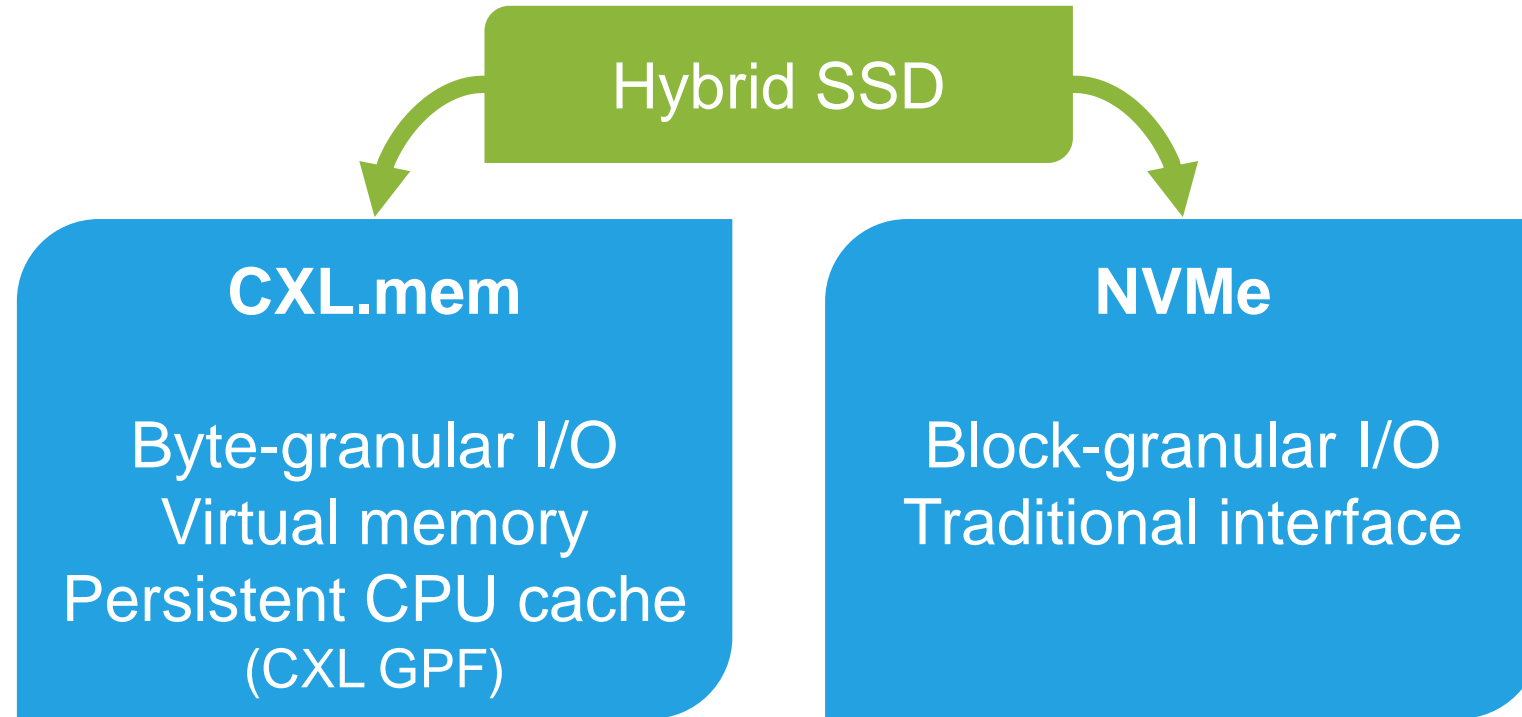 Hybrid SSD
CXL.mem
Byte-granular I/O
Virtual memory
Persistent CPU cache
(CXL GPF)
NVMe
Block-granular I/O
Traditional interface